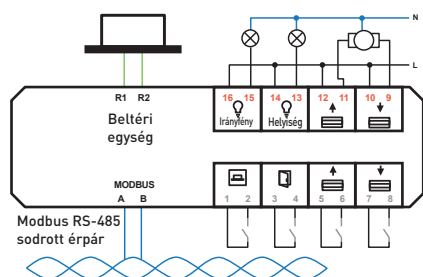 N
L
R1 R2
16 15 14 13 12 11 10 9
Beltéri
egység
Irányfény Helyiség
MODBUS
A B
1 2 3 4 5 6 7 8
Modbus RS-485
sodrott érpár